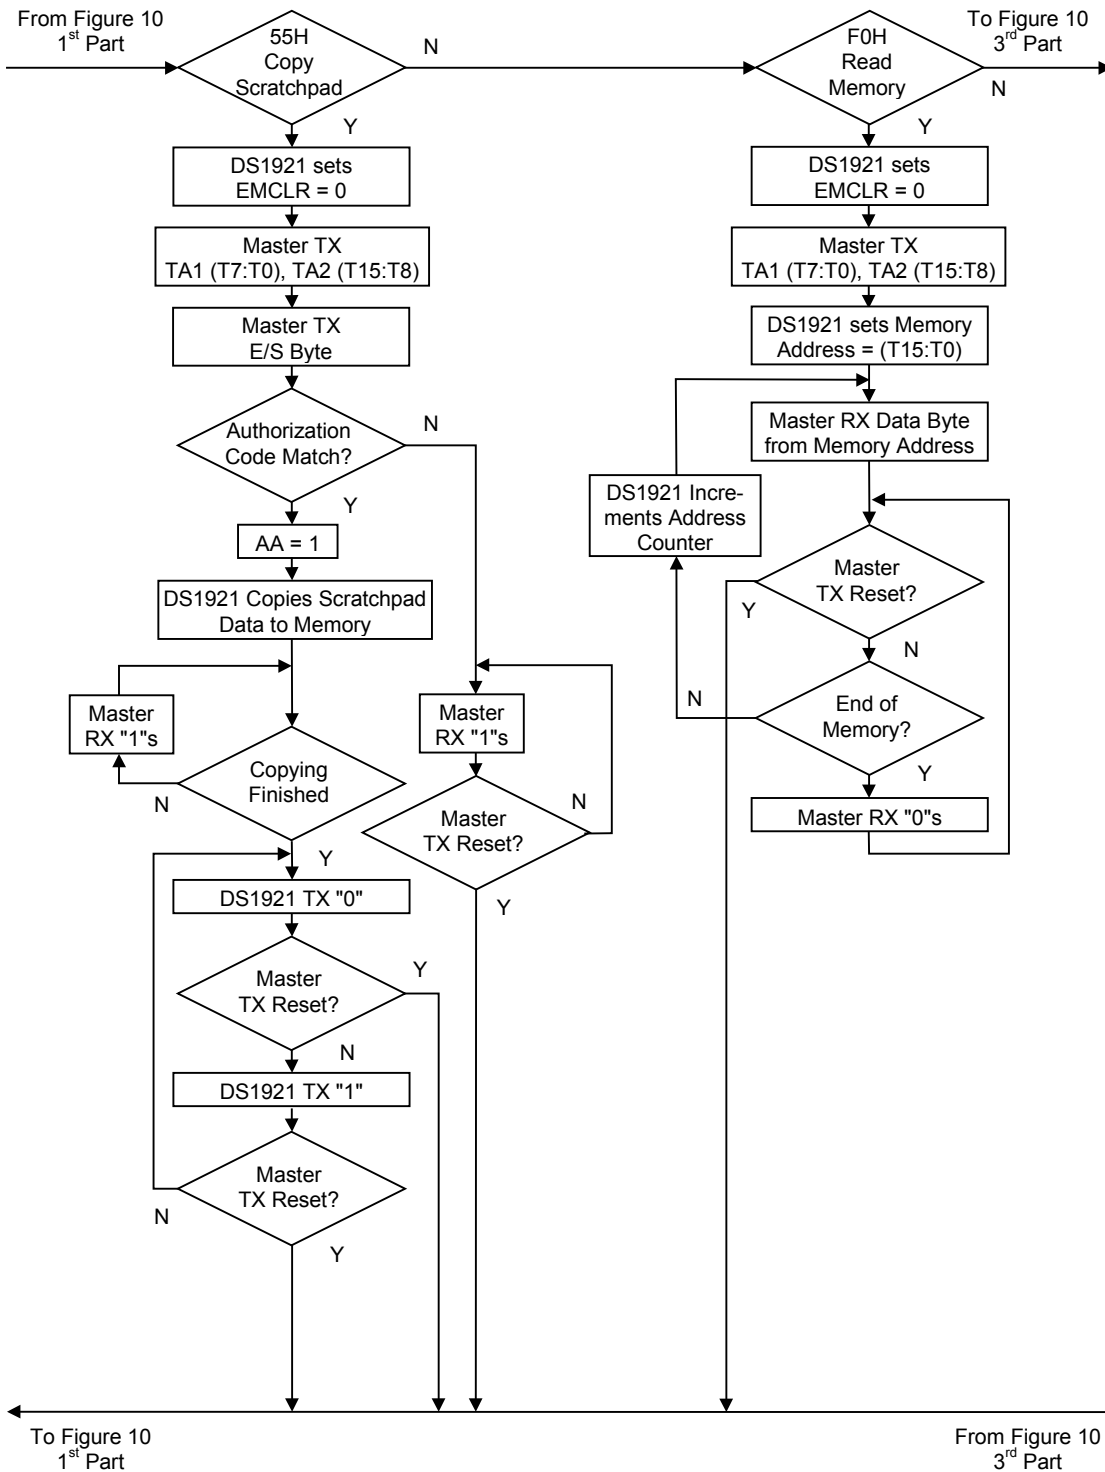 From Figure 10
1st Part
55H
Copy
Scratchpad
N
Y
F0H
Read
Memory
N
Y
To Figure 10
3rd Part
DS1921 sets
EMCLR = 0
Master TX
TA1 (T7:T0), TA2 (T15:T8)
Master TX
E/S Byte
Authorization
Code Match?
N
Y
AA = 1
DS1921 Copies Scratchpad
Data to Memory
Master
RX "1"s
Copying
Finished
N
Y
DS1921 TX "0"
Master
TX Reset?
Y
N
DS1921 TX "1"
Master
TX Reset?
N
Y
Master
RX "1"s
Master
TX Reset?
N
Y
DS1921 sets
EMCLR = 0
Master TX
TA1 (T7:T0), TA2 (T15:T8)
DS1921 sets Memory
Address = (T15:T0)
Master RX Data Byte
from Memory Address
DS1921 Incre-
ments Address
Counter
Master
TX Reset?
Y
N
End of
Memory?
N
Y
Master RX "0"s
To Figure 10
1st Part
From Figure 10
3rd Part